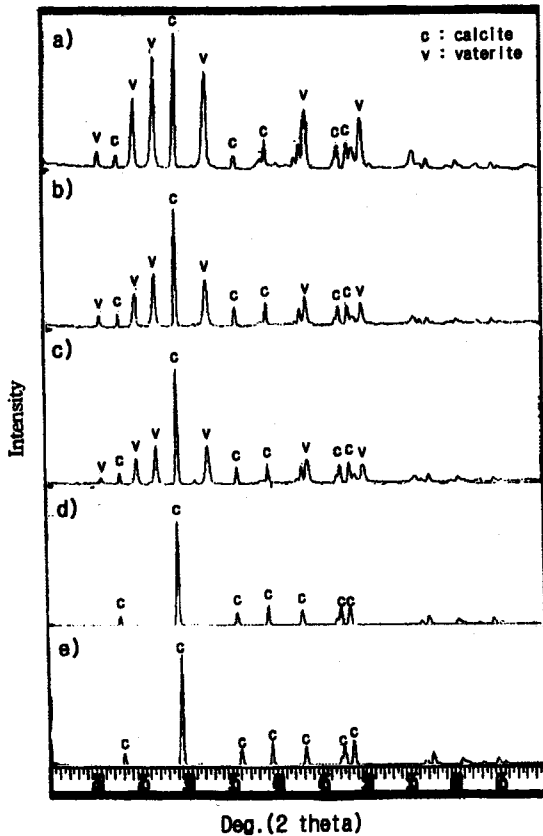 a)
c : calcite
v : vaterite
v c v v c v c c v c c v
b)
v c v v c v c c v c c v
c)
v c v v c v c c v c c v
d)
c c c c c c c
e)
c c c c c c c
Intensity
Deg.(2 theta)